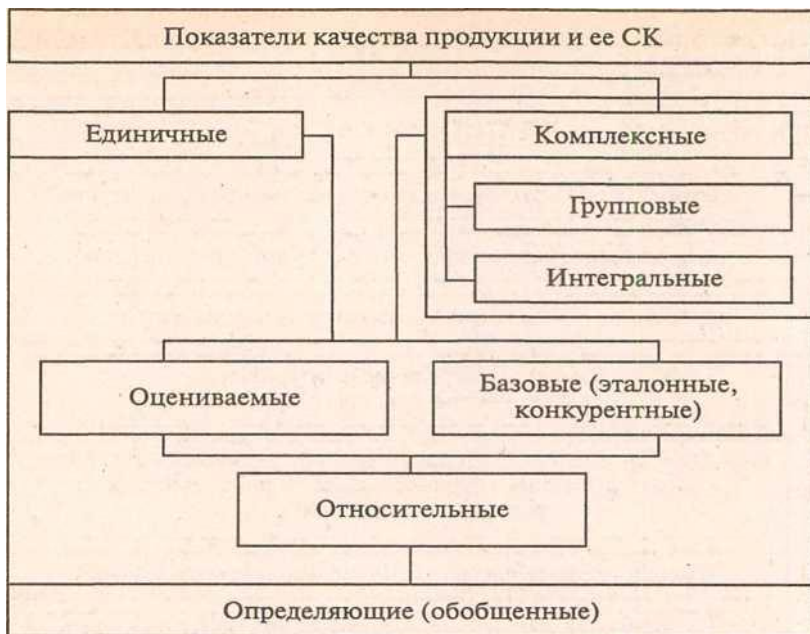 Показатели качества продукции и ее СК
Единичные
Комплексные
Групповые
Интегральные
Оцениваемые
Базовые (эталонные,
конкурентные)
Относительные
Определяющие (обобщенные)